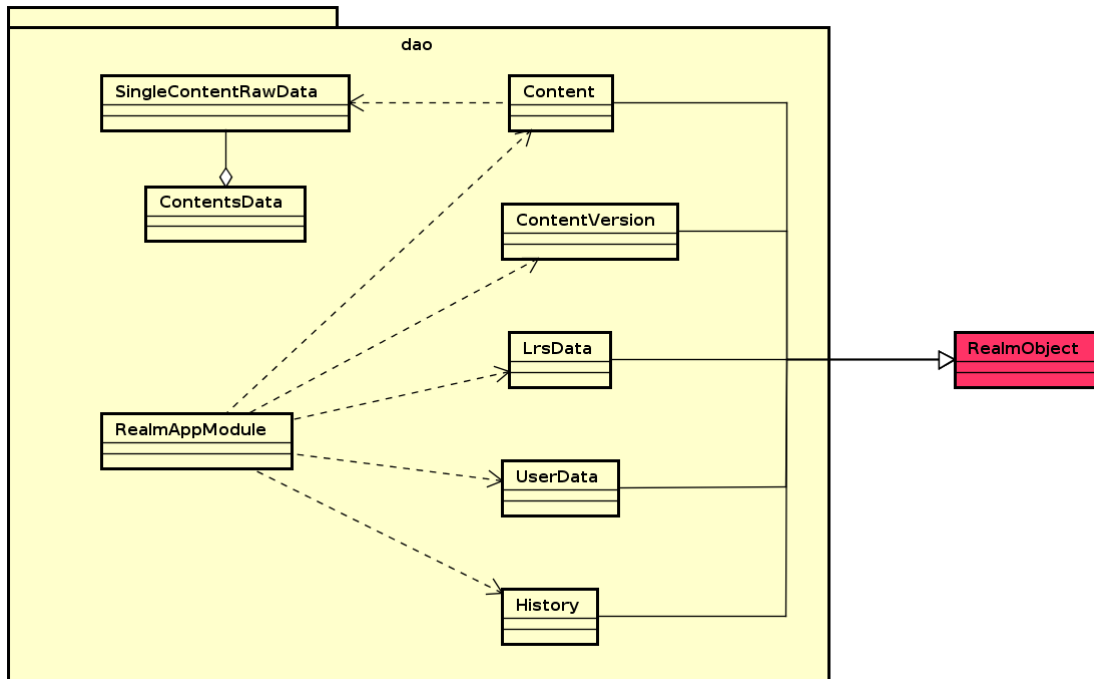 dao
SingleContentRawData
Content
ContentsData
ContentVersion
LrsData
RealmObject
RealmAppModule
UserData
History